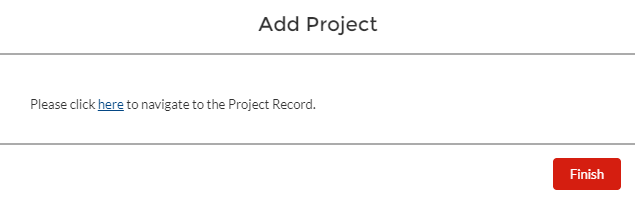 Add Project
Please click here to navigate to the Project Record.
Finish